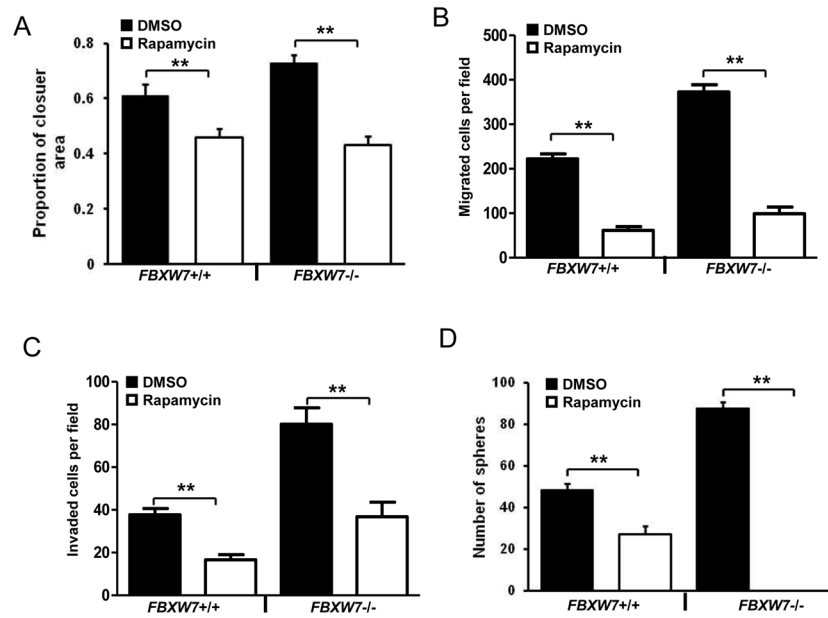 A
DMSO
Rapamycin
Proportion of closuer
area
0.8
0.6
0.4
0.2
0
**
**
FBXW7+/+
FBXW7-/-
B
DMSO
Rapamycin
Migrated cells per field
500
400
300
200
100
0
**
**
FBXW7+/+
FBXW7-/-
C
DMSO
Rapamycin
Invaded cells per field
100
80
60
40
20
0
**
**
FBXW7+/+
FBXW7-/-
D
DMSO
Rapamycin
Number of spheres
100
80
60
40
20
0
**
**
FBXW7+/+
FBXW7-/-